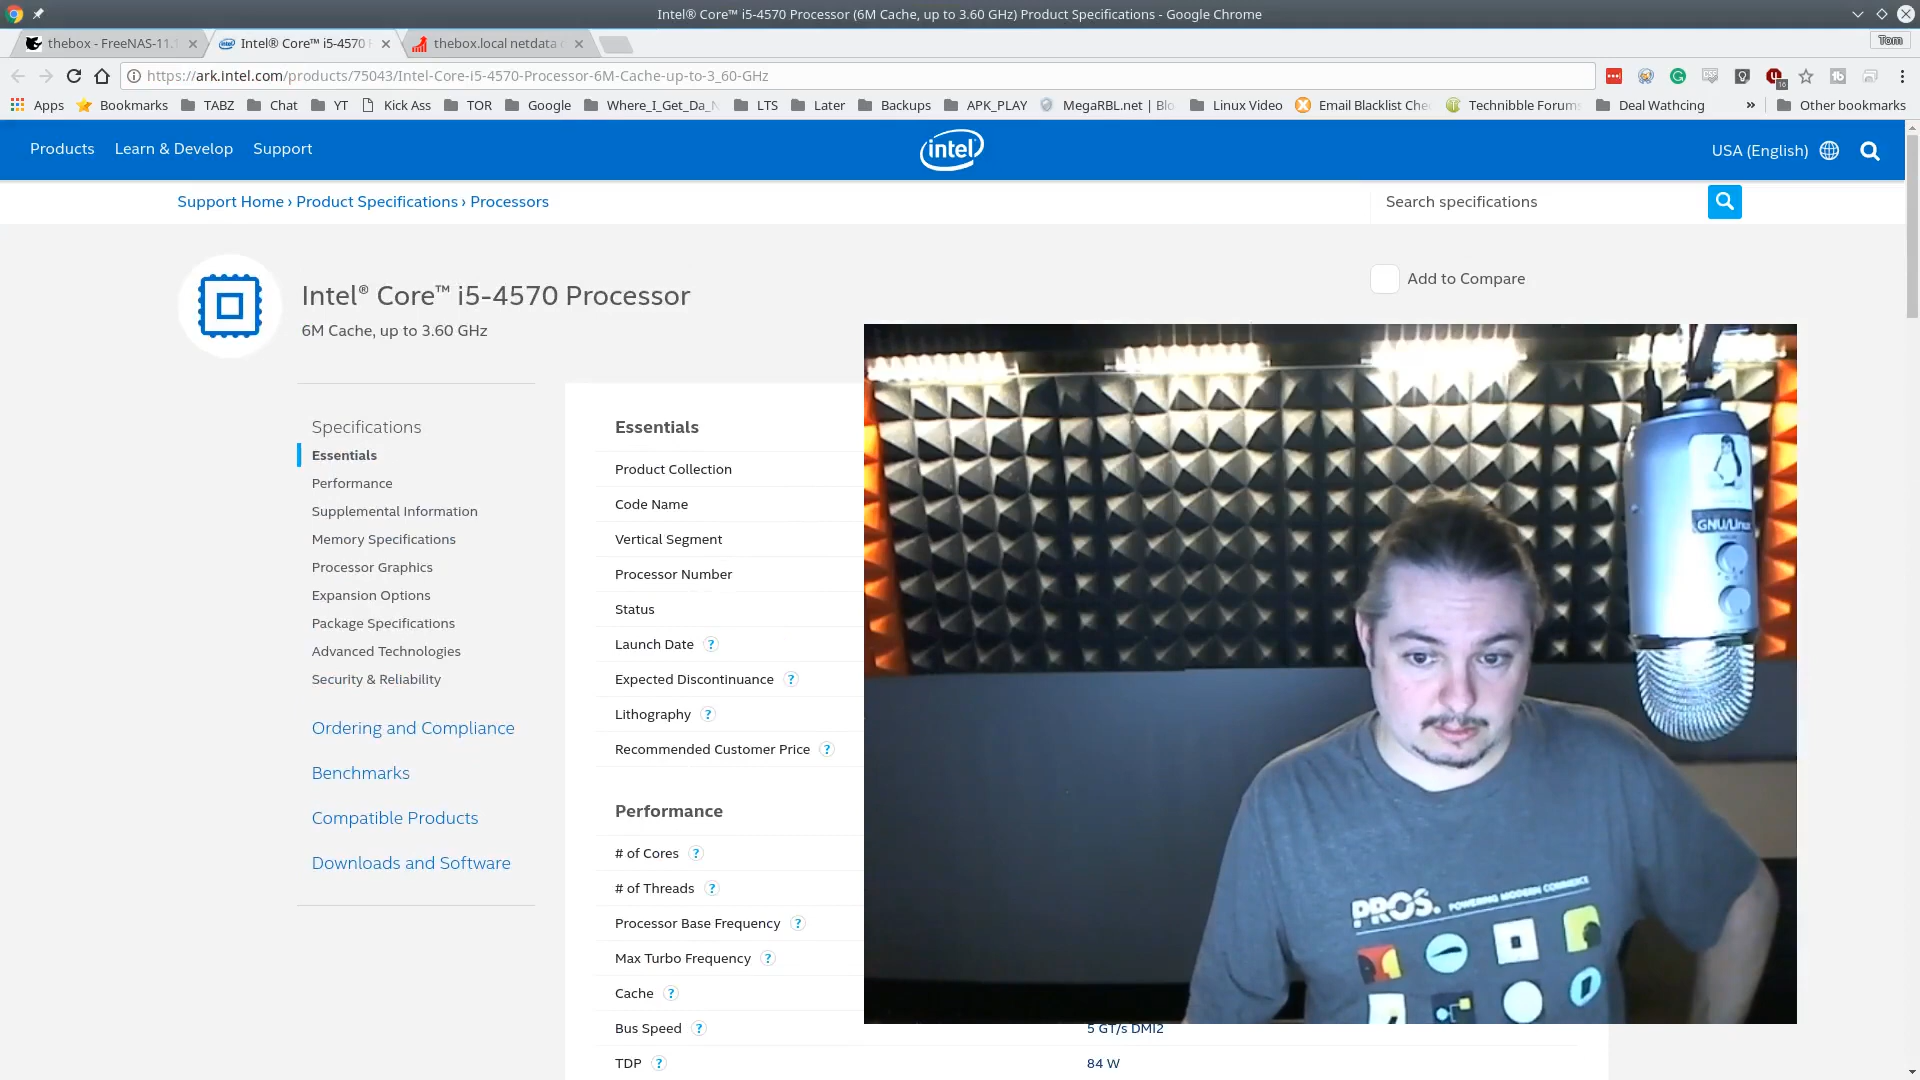 Intel® Core™ i5-4570 Processor (6M Cache, up to 3.60 GHz) Product Specifications - Google Chrome
thebox - FreeNAS-11.1
Intel® Core™ i5-4570
thebox.local netdata
Tom
https://ark.intel.com/products/75043/Intel-Core-i5-4570-Processor-6M-Cache-up-to-3_60-GHz
Apps Bookmarks TABZ Chat YT Kick Ass TOR Google Where_I_Get_Da_ LTS Later Backups APK_PLAY MegaRBL.net | Blo Linux Video Email Blacklist Che Technibble Forum Deal Wathcing » Other bookmarks
Products Learn & Develop Support
intel
USA (English)
Support Home › Product Specifications › Processors
Search specifications
Intel® Core™ i5-4570 Processor
6M Cache, up to 3.60 GHz
Add to Compare
Specifications
Essentials
Performance
Supplemental Information
Memory Specifications
Processor Graphics
Expansion Options
Package Specifications
Advanced Technologies
Security & Reliability
Ordering and Compliance
Benchmarks
Compatible Products
Downloads and Software
Essentials
Product Collection
Code Name
Vertical Segment
Processor Number
Status
Launch Date ?
Expected Discontinuance ?
Lithography ?
Recommended Customer Price ?
Performance
# of Cores ?
# of Threads ?
Processor Base Frequency ?
Max Turbo Frequency ?
Cache ?
Bus Speed ? 5 GT/s DMI2
TDP ? 84 W
GNU/Linux
PROS. POWERING MODERN COMMERCE